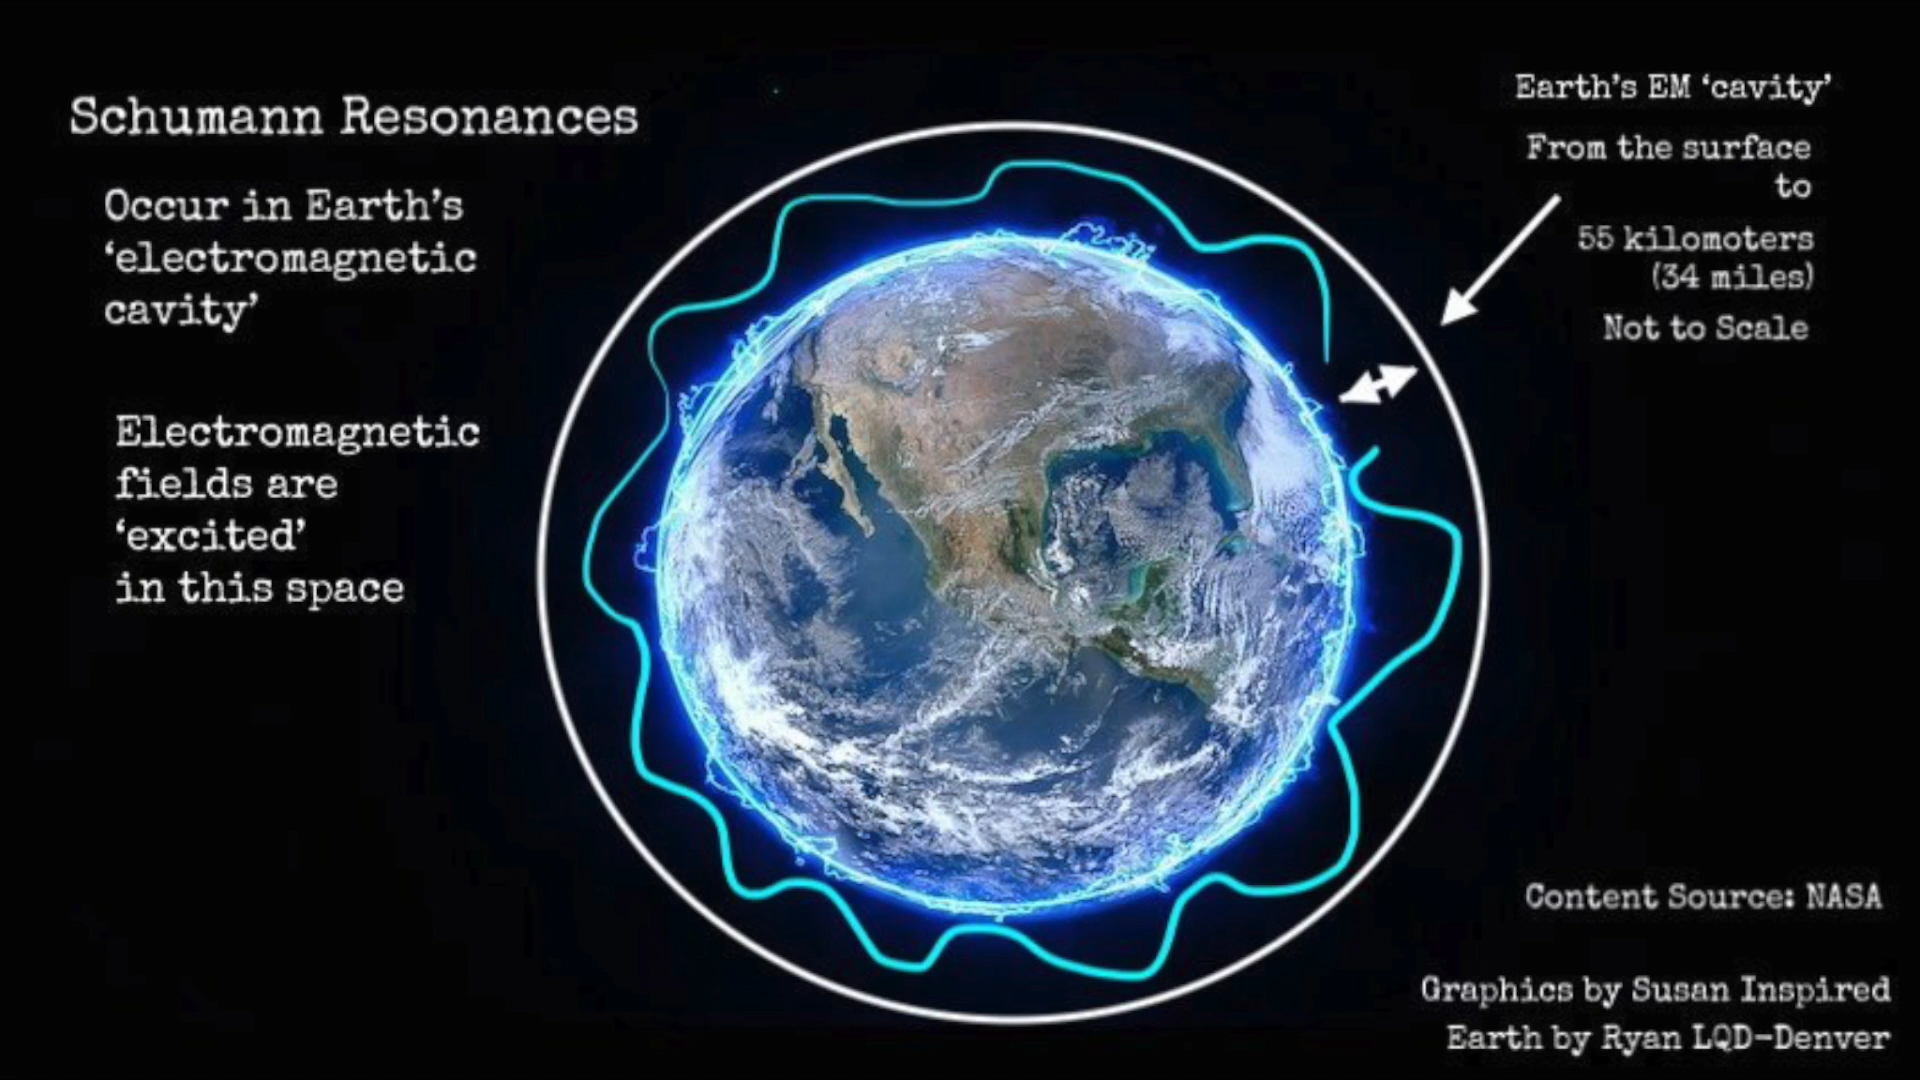 Schumann Resonances
Occur in Earth's
'electromagnetic
cavity'
Electromagnetic
fields are
'excited'
in this space
Earth's EM 'cavity'
From the surface
to
55 kilomoters
(34 miles)
Not to Scale
Content Source: NASA
Graphics by Susan Inspired
Earth by Ryan LQD-Denver